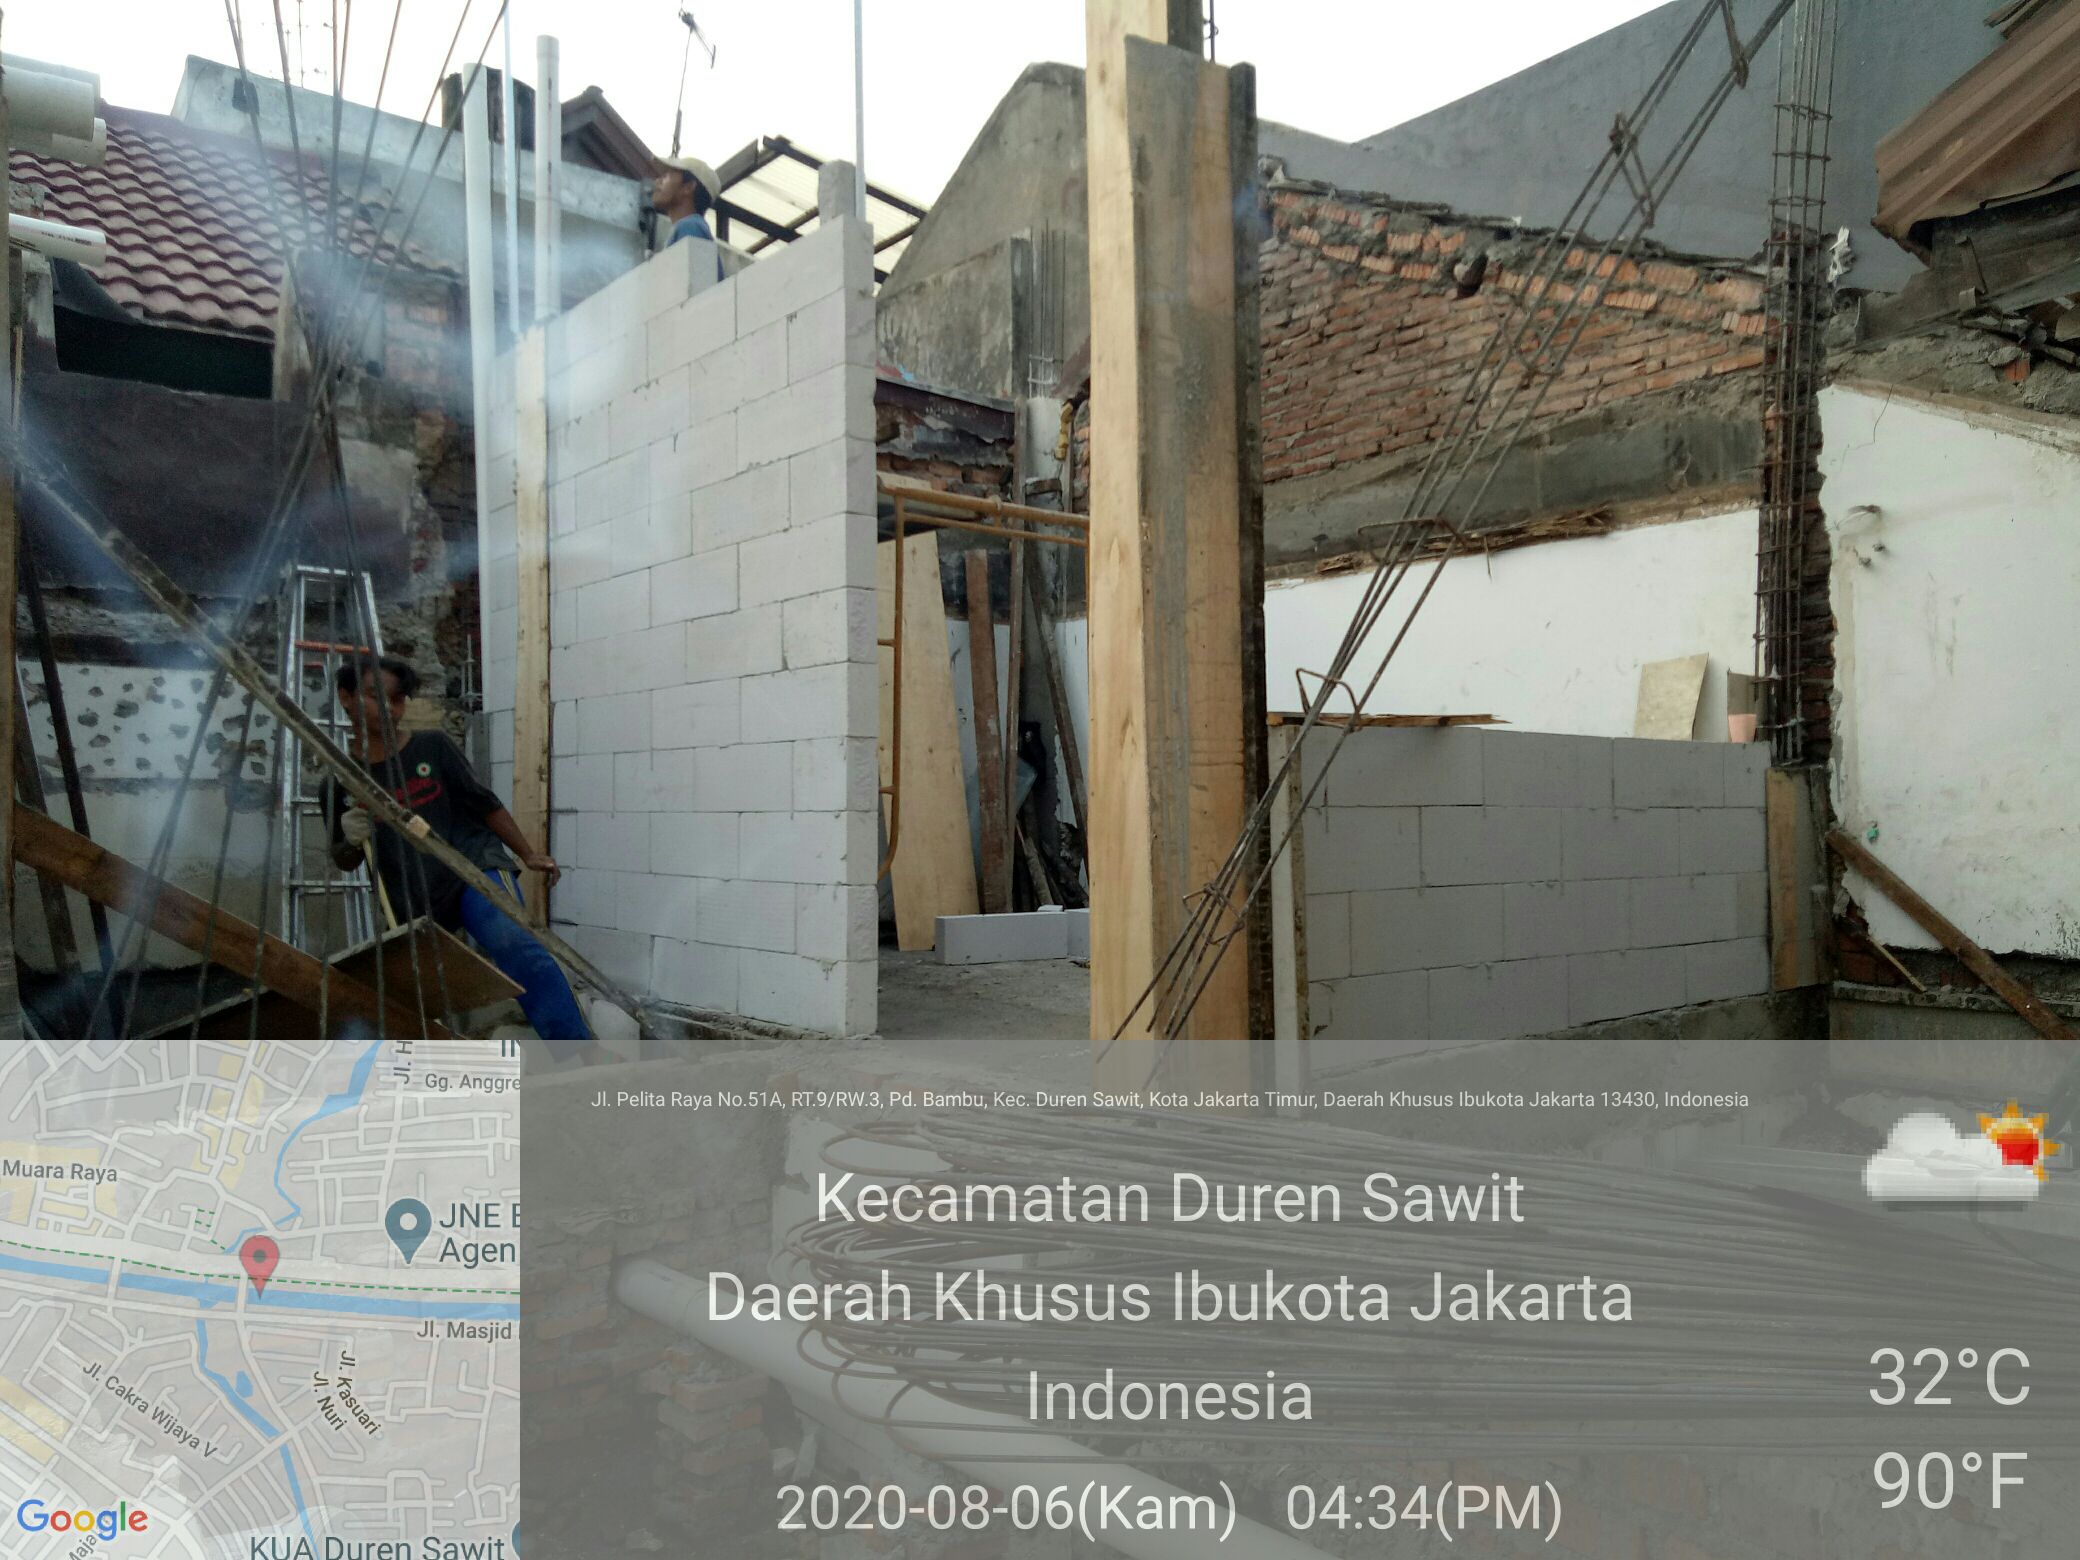 Jl. Pelita Raya No.51A, RT.9/RW.3, Pd. Bambu, Kec. Duren Sawit, Kota Jakarta Timur, Daerah Khusus Ibukota Jakarta 13430, Indonesia
Kecamatan Duren Sawit
Daerah Khusus Ibukota Jakarta
Indonesia
2020-08-06(Kam) 04:34(PM)
32°C
90°F
Jl. H
Gg. Anggre
Muara Raya
JNE E
Agen
Jl. Masjid
Jl. Kasuari
Jl. Nuri
Jl. Cakra Wijaya V
Google
KUA Duren Sawit